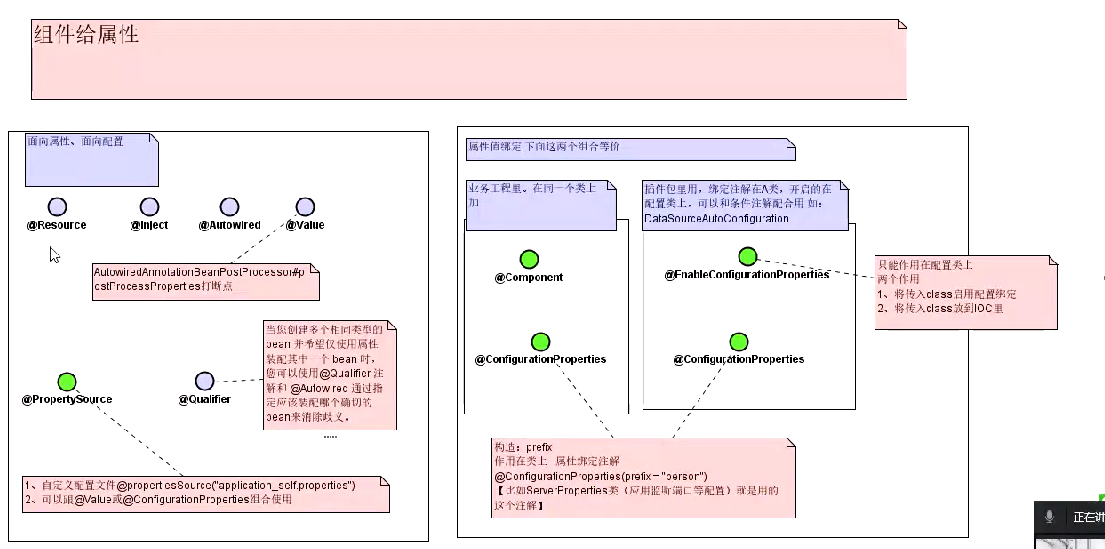 组件给属性
面向属性、面向配置
@Resource
@Inject
@Autowired
@Value
AutowiredAnnotationBeanPostProcessor#p
ostProcessProperties打断点
当您创建多个相同类型的
bean 并希望仅使用属性
装配其中一个 bean 时，
您可以使用@Qualifier 注
解和 @Autowired 通过指
定应该装配哪个确切的
bean来消除歧义。
.....
@PropertySource
@Qualifier
1、自定义配置文件@propertiesSource("application_self.properties")
2、可以跟@Value或@ConfigurationProperties组合使用
属性值绑定 下面这两个组合等价
业务工程里。在同一个类上
加
@Component
@ConfigurationProperties
插件包里用，绑定注解在A类，开启的在
配置类上，可以和条件注解配合用 如：
DataSourceAutoConfiguration
@EnableConfigurationProperties
@ConfigurationProperties
只能作用在配置类上
两个作用
1、将传入class启用配置绑定
2、将传入class放到IOC里
构造：prefix
作用在类上 属性绑定注解
@ConfigurationProperties(prefix="person")
【比如ServerProperties类（应用监听端口等配置）就是用的
这个注解】
正在讲